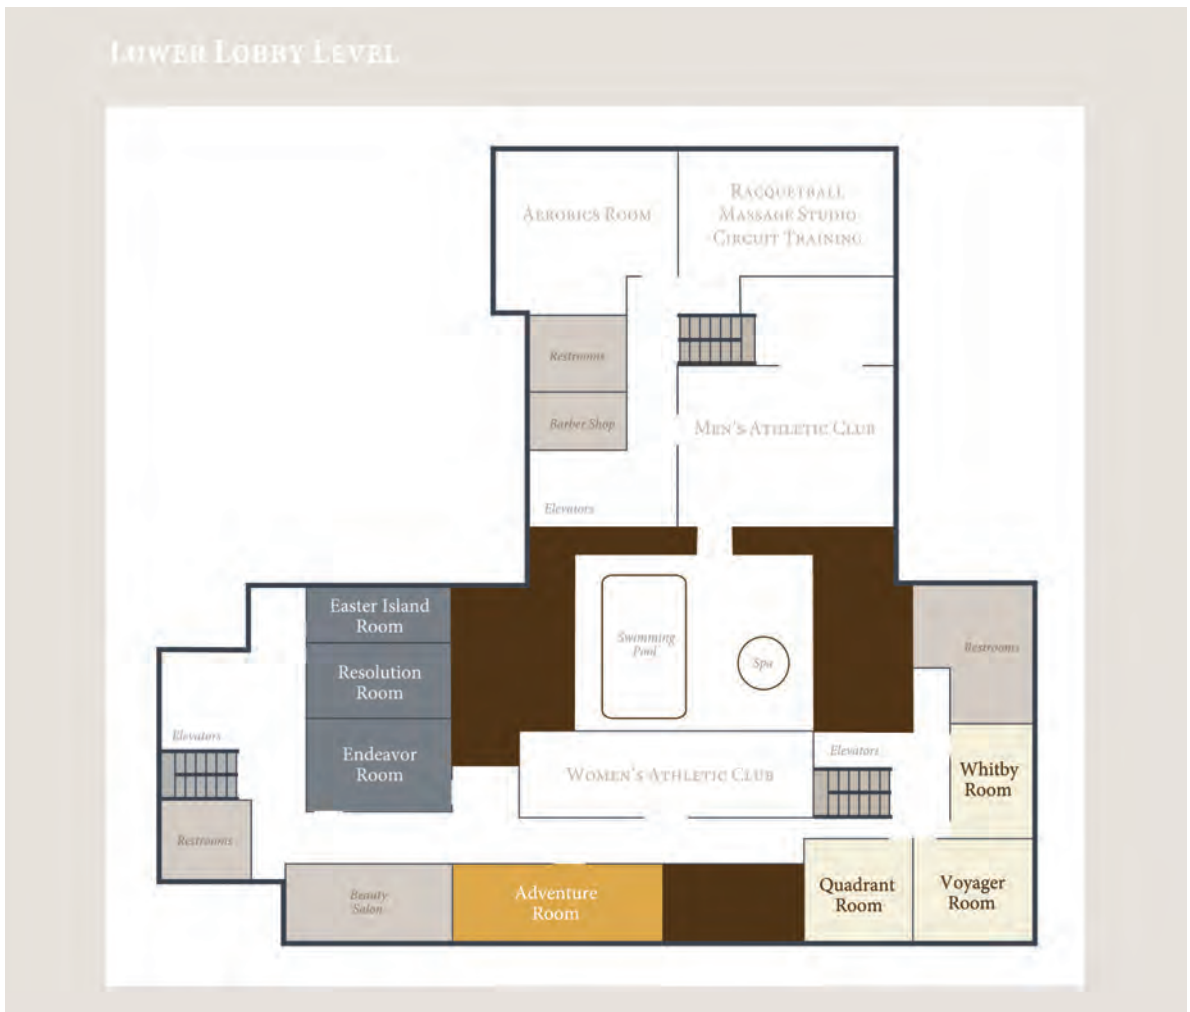 LOWER LOBBY LEVEL
AEROBICS ROOM
RACQUETBALL
MASSAGE STUDIO
CIRCUIT TRAINING
Restrooms
Barber Shop
MEN'S ATHLETIC CLUB
Elevators
Easter Island
Room
Resolution
Room
Endeavor
Room
Swimming
Pool
Spa
Restrooms
Elevators
Elevators
WOMEN'S ATHLETIC CLUB
Whitby
Room
Restrooms
Beauty
Salon
Adventure
Room
Quadrant
Room
Voyager
Room